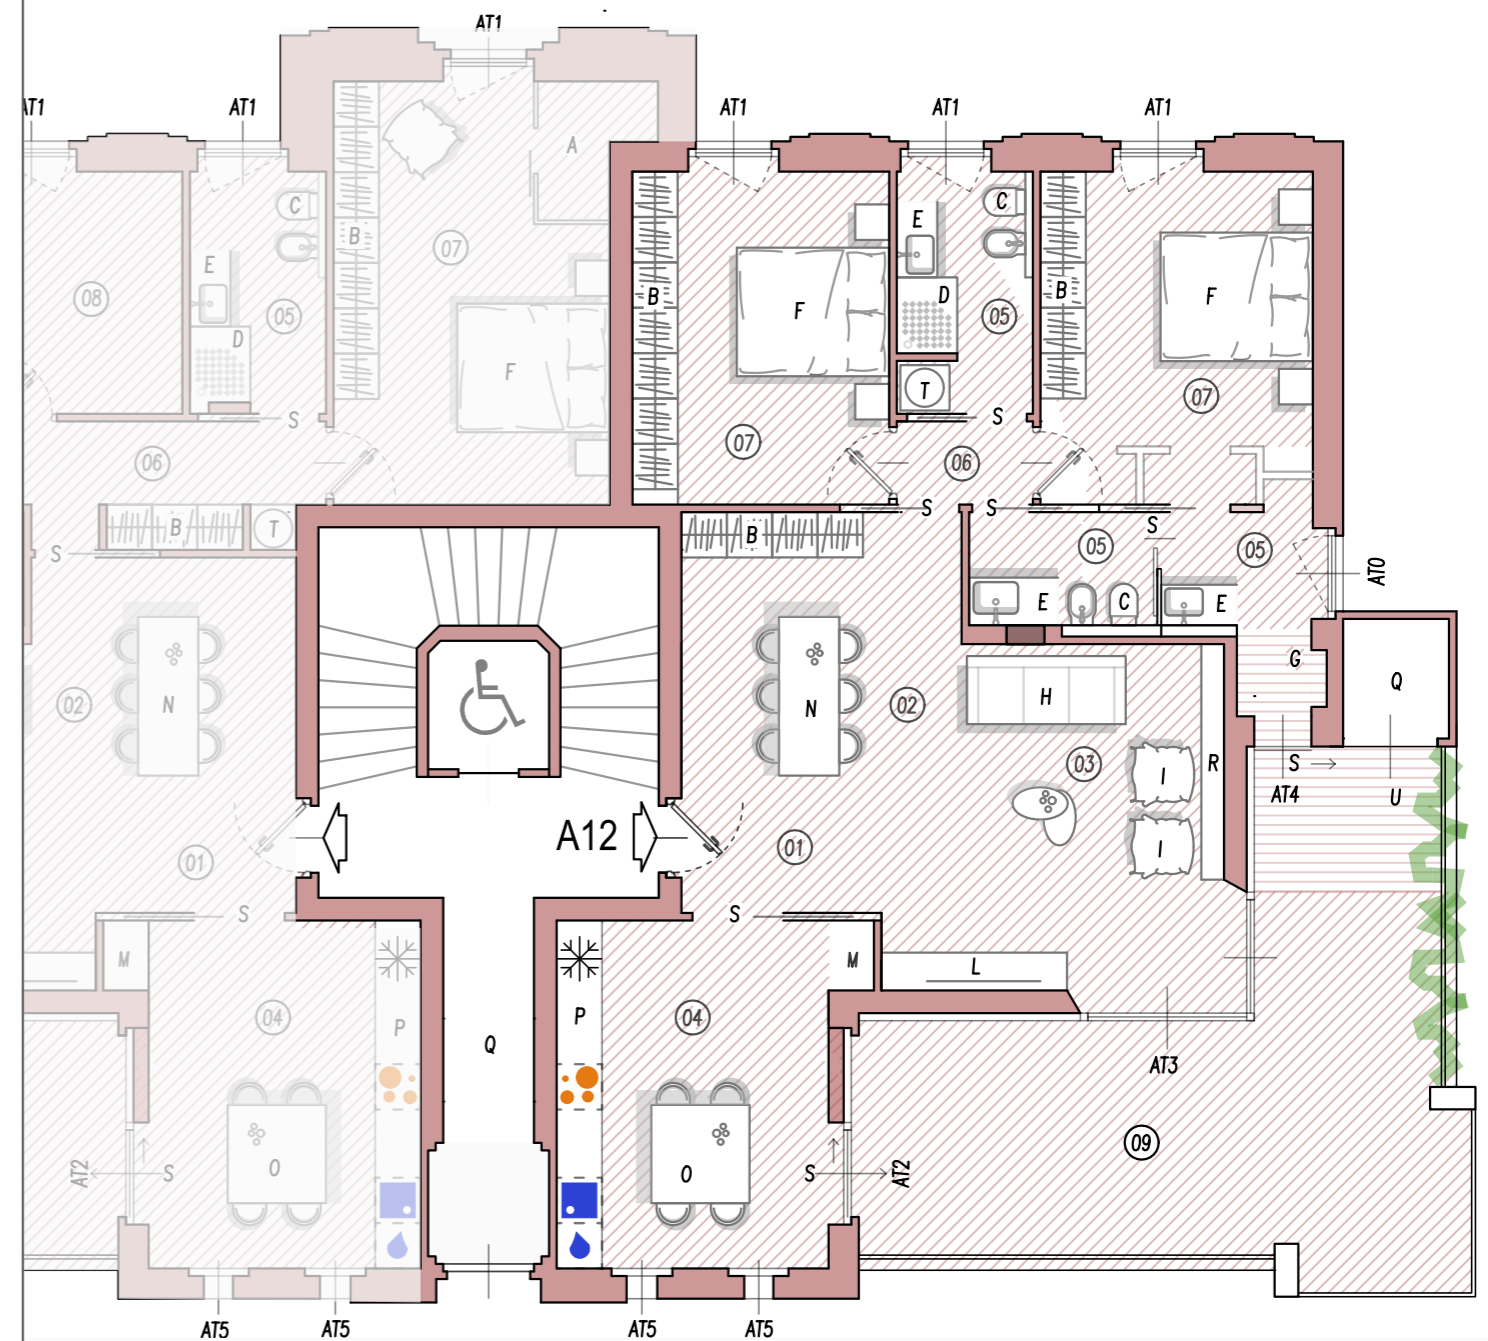 AT1
AT1 AT1 AT1 AT1 AT1
A
C C
E B 07 E B F B F
08 05 D D 05
F T 07
S S
06 07 06
B T S S
S B S
05 05 AT0
E C E
G
02 N N 02 H Q
03 I R S
AT4 U
A12
01 01 I
S S
M M L
P P
04 04
Q
AT3
09
AT2 S O O S AT2
AT5 AT5 AT5 AT5